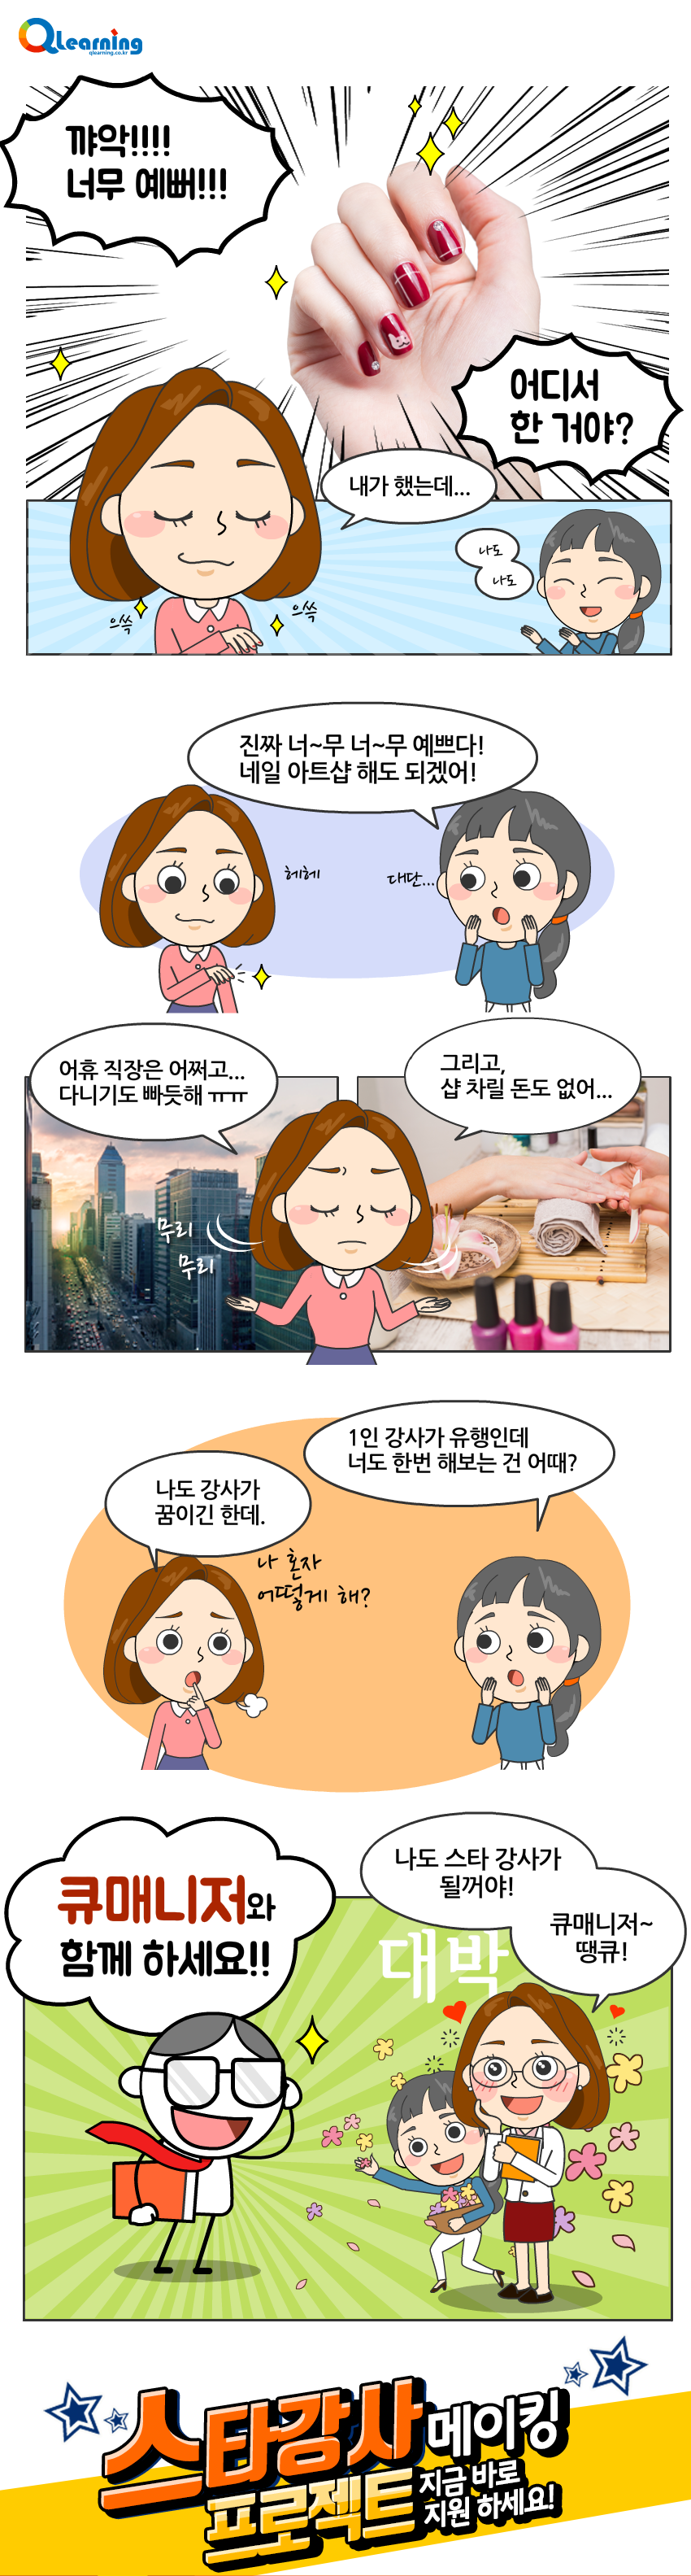 QLearning
qlearning.co.kr
꺄악!!!!
너무 예뻐!!!
어디서
한 거야?
내가 했는데...
나도
나도
으쓱
으쓱
진짜 너~무 너~무 예쁘다!
네일 아트샵 해도 되겠어!
헤헤
대단...
어휴 직장은 어쩌고...
다니기도 빠듯해 ㅠㅠ
그리고,
샵 차릴 돈도 없어...
무리
무리
1인 강사가 유행인데
너도 한번 해보는 건 어때?
나도 강사가
꿈이긴 한데.
나 혼자
어떻게 해?
큐매니저와
함께 하세요!!
나도 스타 강사가
될꺼야!
큐매니저~
땡큐!
대박
스타강사 메이킹
프로젝트 지금 바로
지원 하세요!